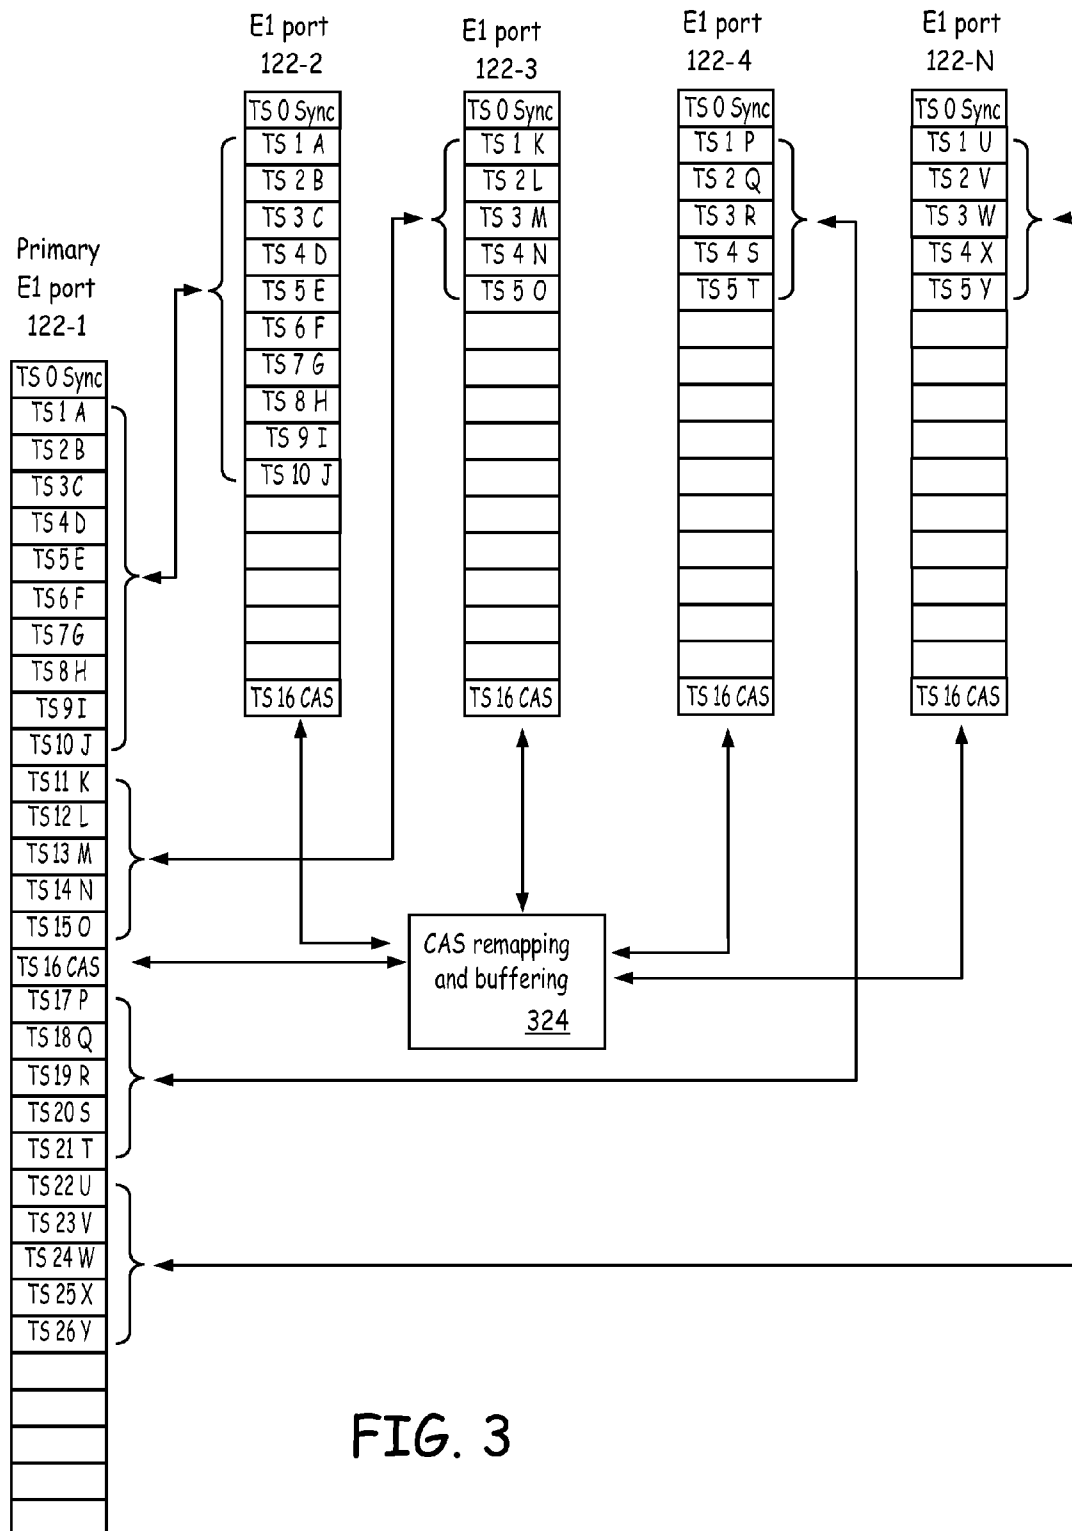 E1 port
122-2
TS 0 Sync
TS 1 A
TS 2 B
TS 3 C
TS 4 D
TS 5 E
TS 6 F
TS 7 G
TS 8 H
TS 9 I
TS 10 J
TS 16 CAS
E1 port
122-3
TS 0 Sync
TS 1 K
TS 2 L
TS 3 M
TS 4 N
TS 5 O
TS 16 CAS
E1 port
122-4
TS 0 Sync
TS 1 P
TS 2 Q
TS 3 R
TS 4 S
TS 5 T
TS 16 CAS
E1 port
122-N
TS 0 Sync
TS 1 U
TS 2 V
TS 3 W
TS 4 X
TS 5 Y
TS 16 CAS
Primary
E1 port
122-1
TS 0 Sync
TS 1 A
TS 2 B
TS 3 C
TS 4 D
TS 5 E
TS 6 F
TS 7 G
TS 8 H
TS 9 I
TS 10 J
TS 11 K
TS 12 L
TS 13 M
TS 14 N
TS 15 O
TS 16 CAS
TS 17 P
TS 18 Q
TS 19 R
TS 20 S
TS 21 T
TS 22 U
TS 23 V
TS 24 W
TS 25 X
TS 26 Y
CAS remapping
and buffering
324
FIG. 3